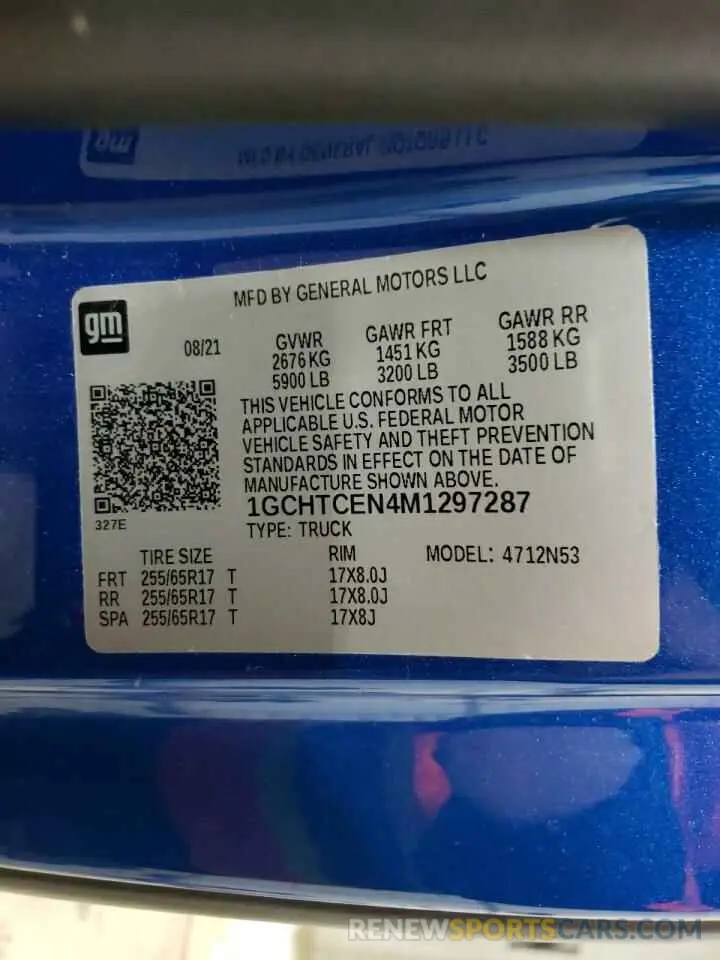 MFD BY GENERAL MOTORS LLC
gm
08/21 GVWR GAWR FRT GAWR RR
2676 KG 1451 KG 1588 KG
5900 LB 3200 LB 3500 LB
THIS VEHICLE CONFORMS TO ALL
APPLICABLE U.S. FEDERAL MOTOR
VEHICLE SAFETY AND THEFT PREVENTION
STANDARDS IN EFFECT ON THE DATE OF
MANUFACTURE SHOWN ABOVE.
1GCHTCEN4M1297287
327E
TYPE: TRUCK
TIRE SIZE RIM MODEL: 4712N53
FRT 255/65R17 T 17X8.0J
RR 255/65R17 T 17X8.0J
SPA 255/65R17 T 17X8J
RENEWSPORTSCARS.COM